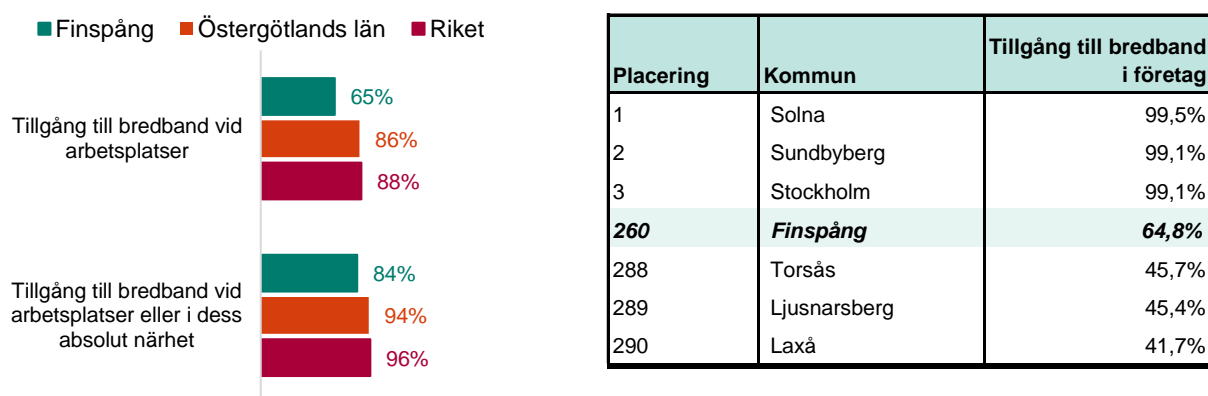 Finspång Östergötlands län Riket
Tillgång till bredband vid
arbetsplatser
65%
86%
88%
Tillgång till bredband vid
arbetsplatser eller i dess
absolut närhet
84%
94%
96%
Placering Kommun Tillgång till bredband
i företag
1 Solna 99,5%
2 Sundbyberg 99,1%
3 Stockholm 99,1%
260 Finspång 64,8%
288 Torsås 45,7%
289 Ljusnarsberg 45,4%
290 Laxå 41,7%